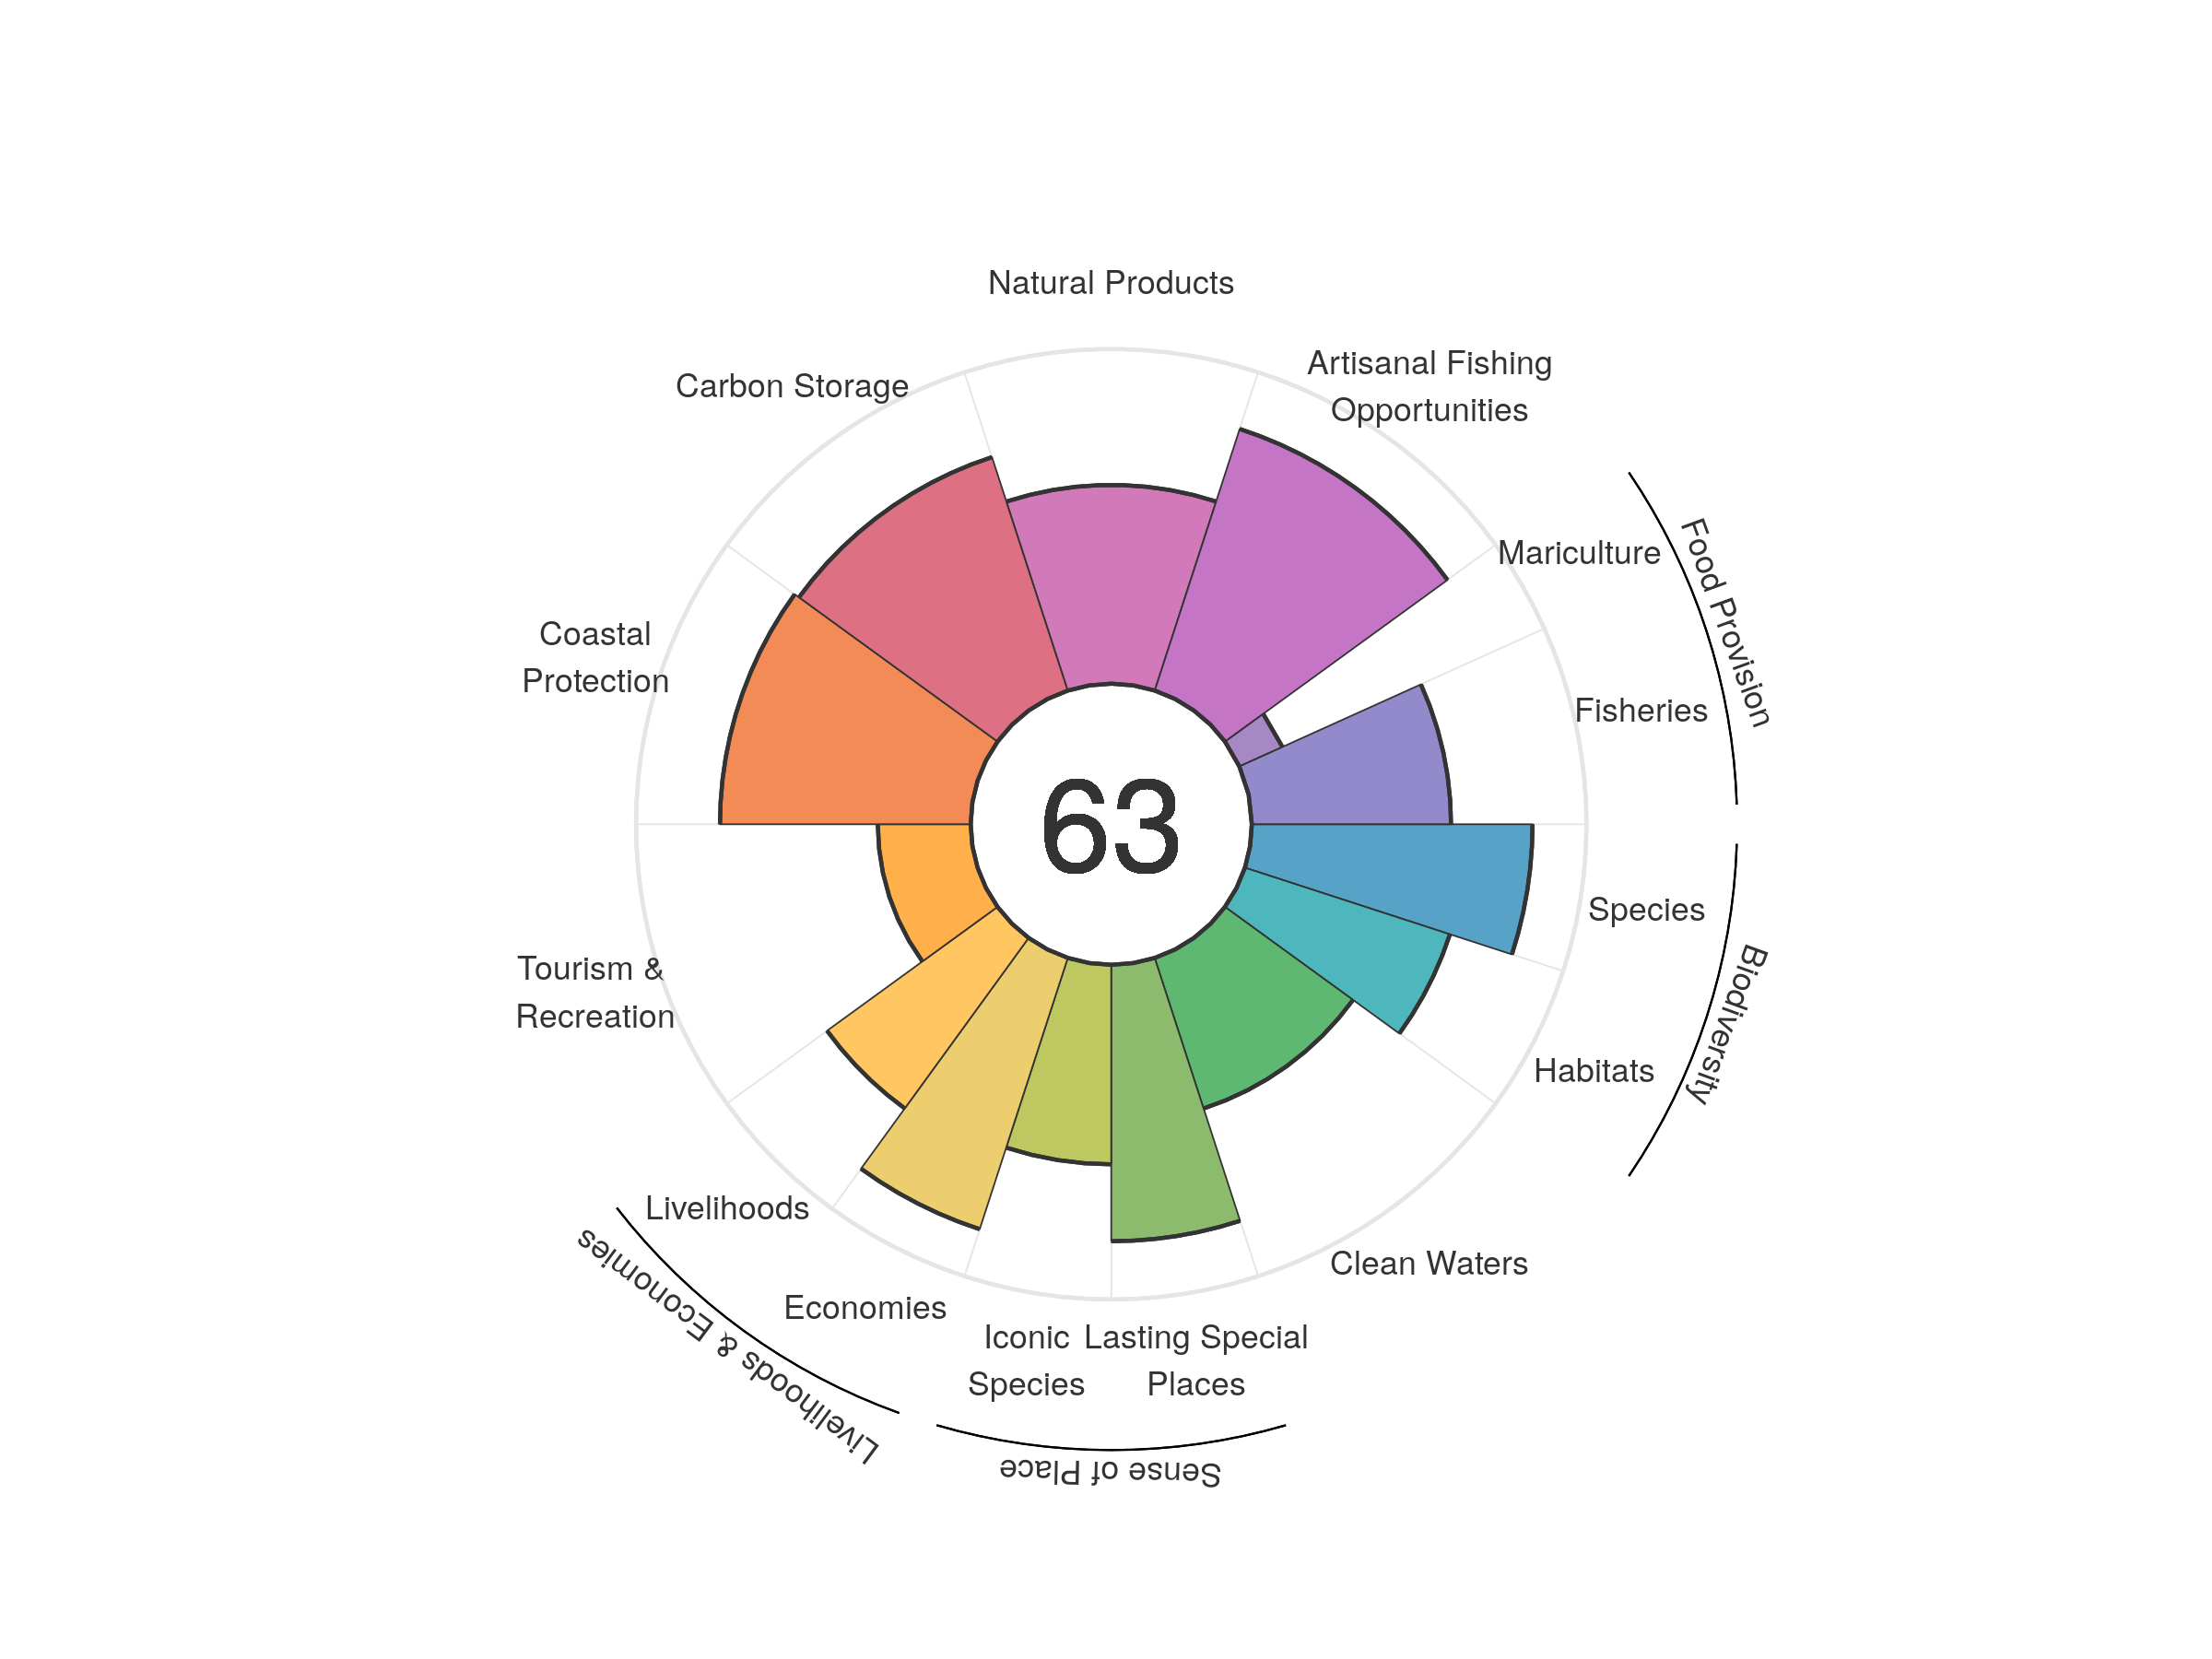 Natural Products
Artisanal Fishing
Opportunities
Carbon Storage
Mariculture
Food Provision
Coastal
Protection
Fisheries
63
Species
Biodiversity
Tourism &
Recreation
Habitats
Livelihoods
Clean Waters
Livelihoods & Economies
Economies
Iconic
Species
Lasting Special
Places
Sense of Place